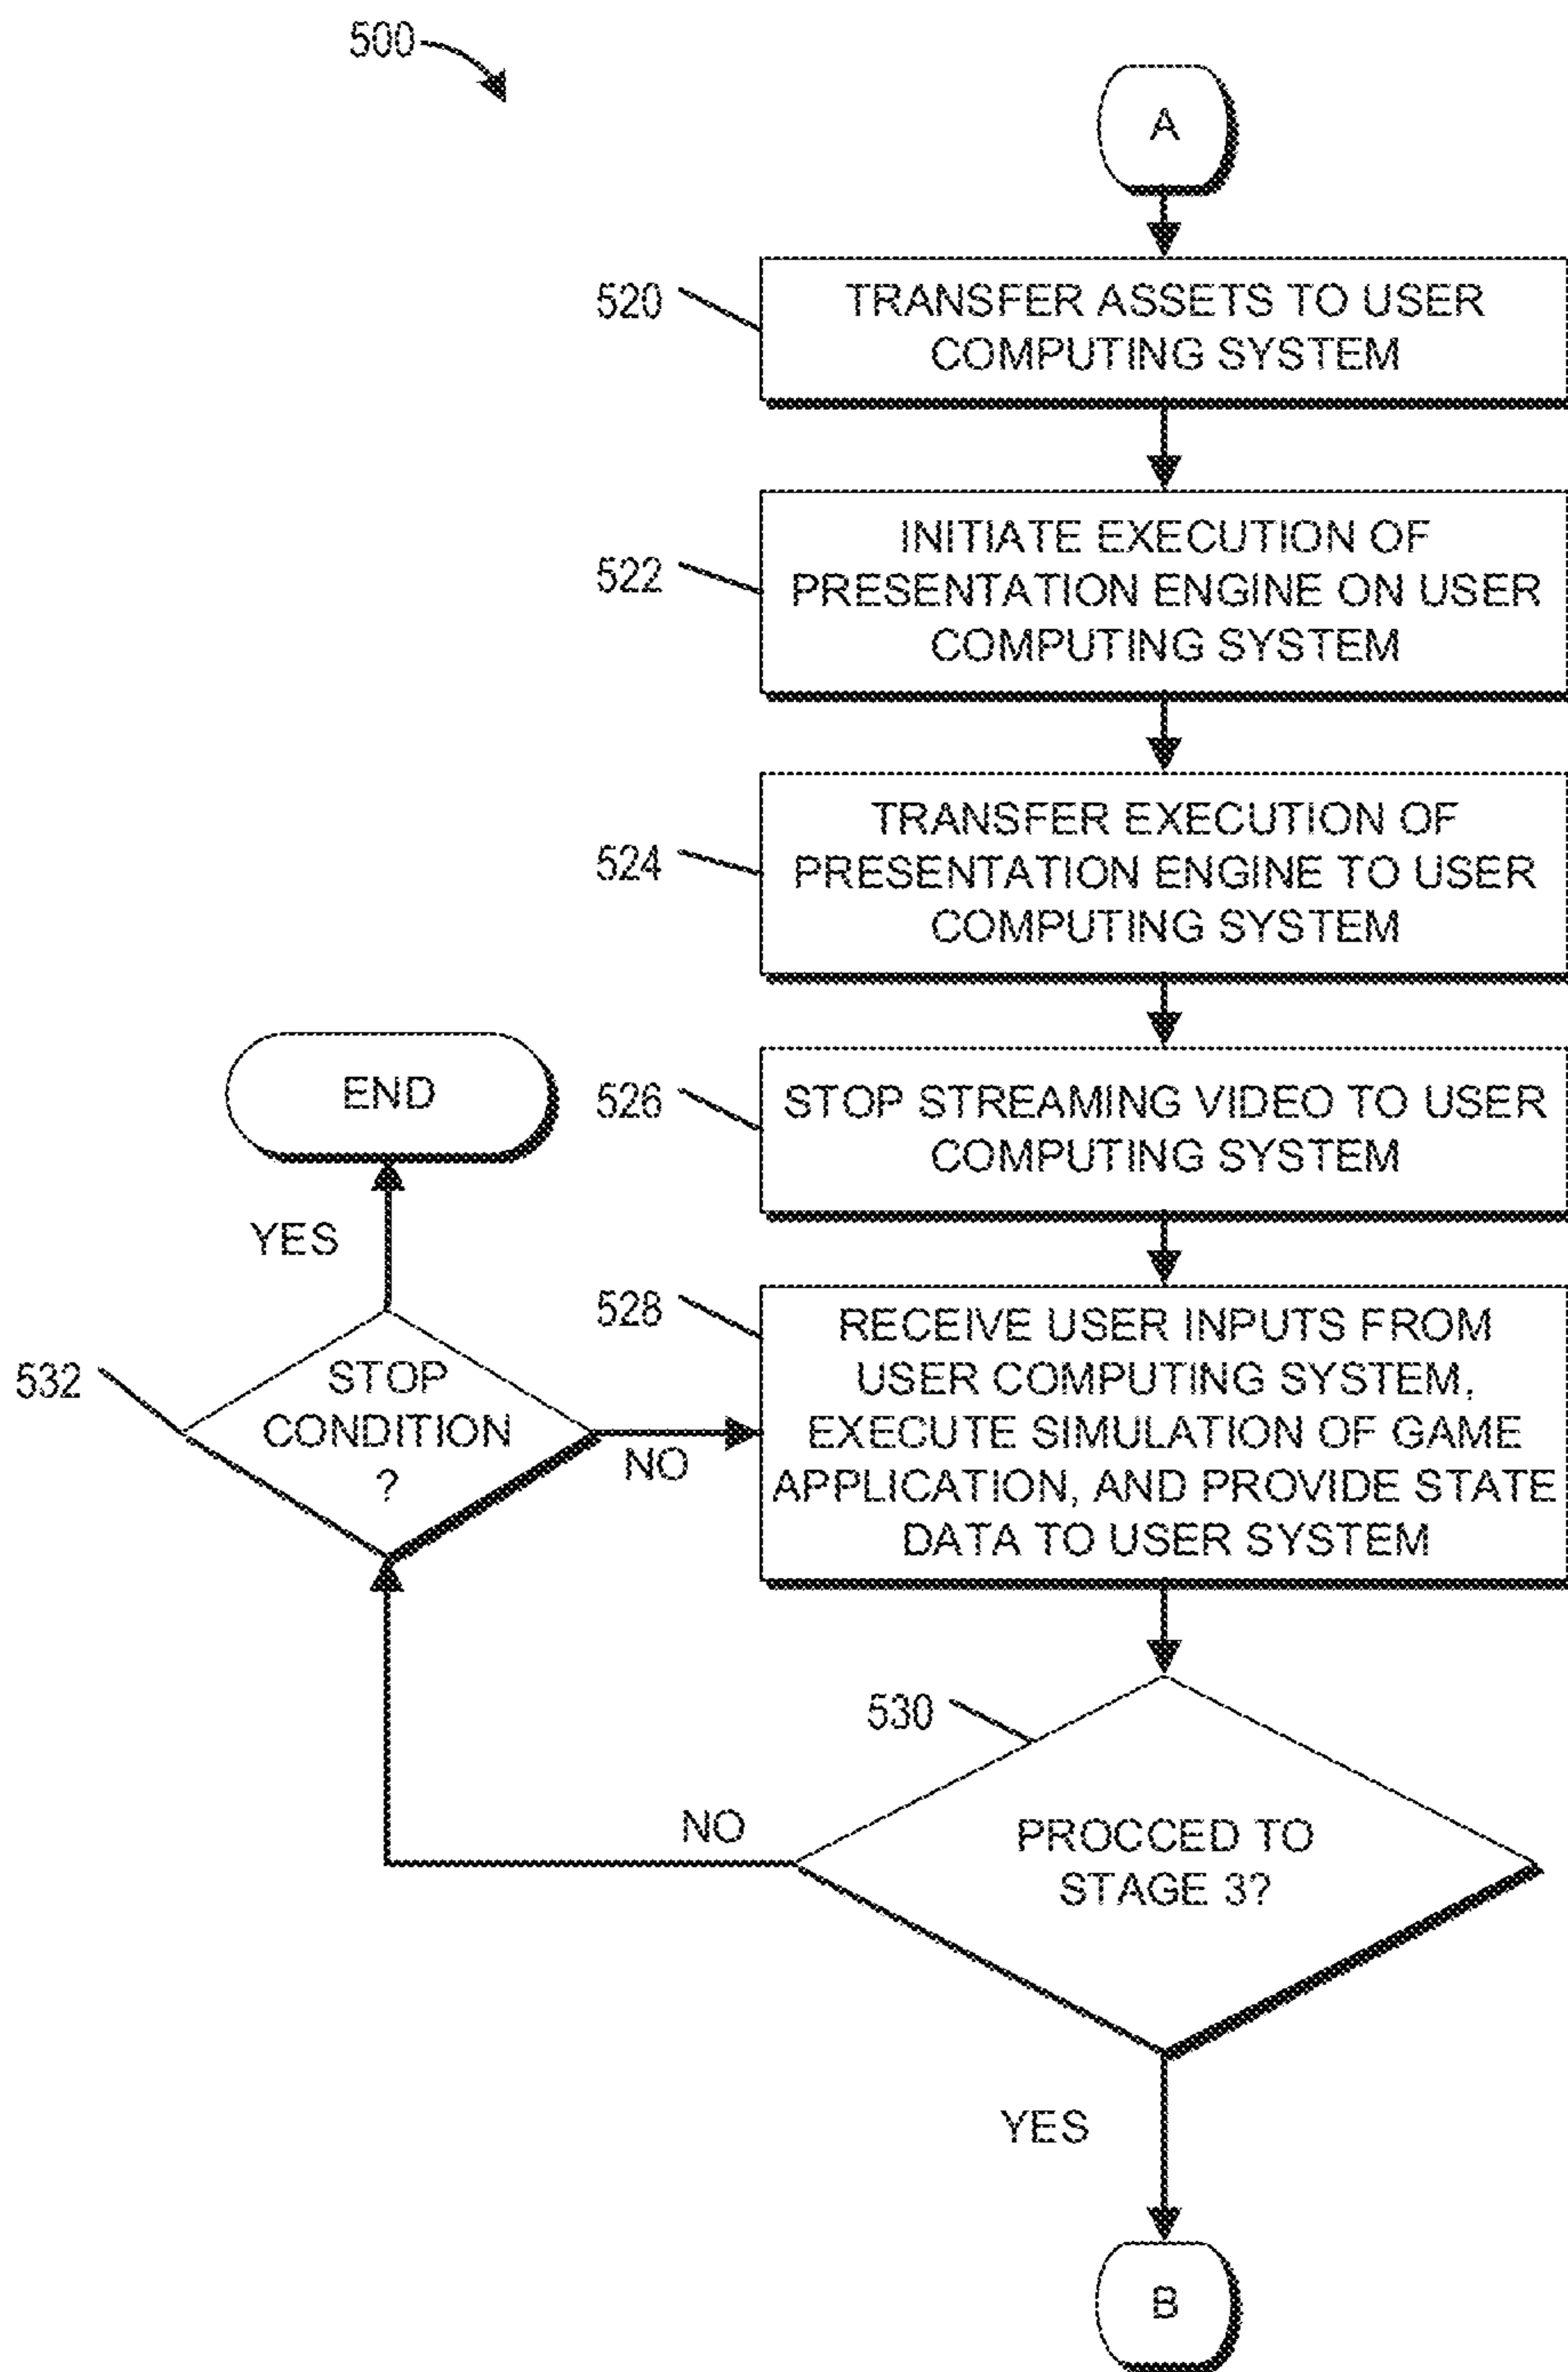 500
A
520
TRANSFER ASSETS TO USER
COMPUTING SYSTEM
522
INITIATE EXECUTION OF
PRESENTATION ENGINE ON USER
COMPUTING SYSTEM
524
TRANSFER EXECUTION OF
PRESENTATION ENGINE TO USER
COMPUTING SYSTEM
END
526
STOP STREAMING VIDEO TO USER
COMPUTING SYSTEM
YES
528
RECEIVE USER INPUTS FROM
USER COMPUTING SYSTEM,
EXECUTE SIMULATION OF GAME
APPLICATION, AND PROVIDE STATE
DATA TO USER SYSTEM
532
STOP
CONDITION
?
NO
530
NO
PROCCED TO
STAGE 3?
YES
B